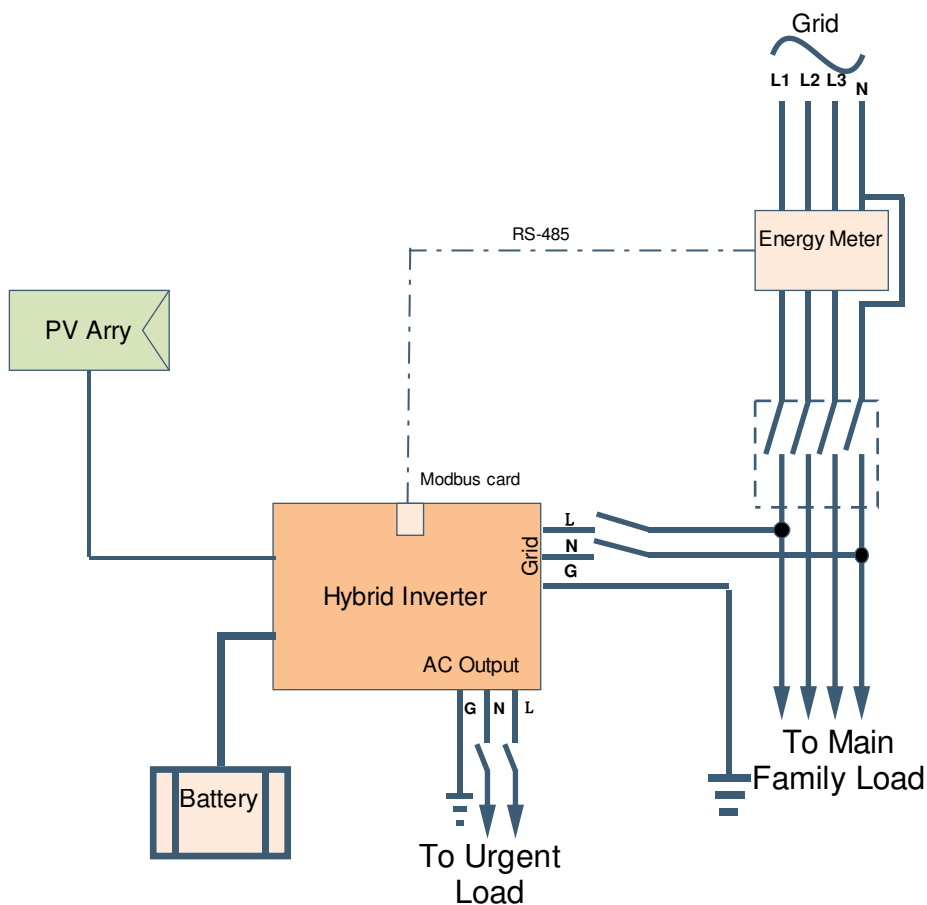 Grid
L1 L2 L3 N
Energy Meter
RS-485
PV Arry
Modbus card
L
N
G
Grid
Hybrid Inverter
AC Output
G N L
To Main
Family Load
Battery
To Urgent
Load